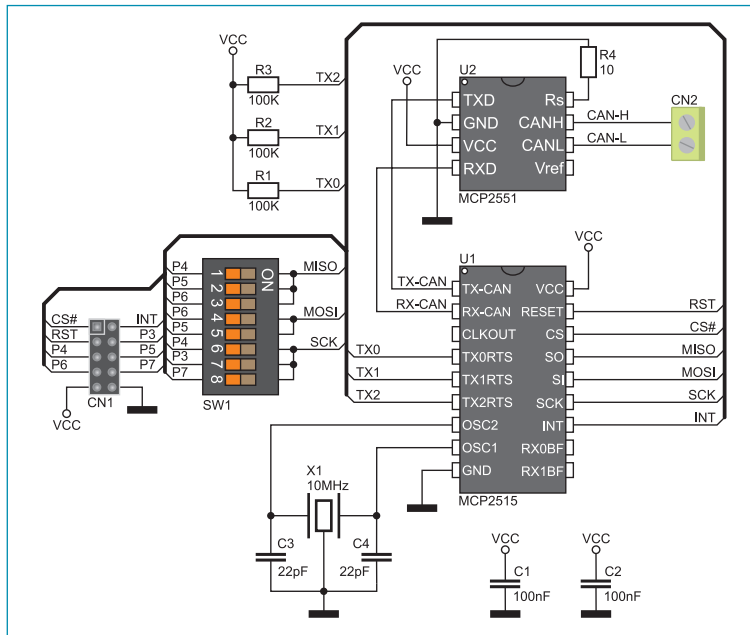 VCC
R3
100K
TX2
R2
100K
TX1
R1
100K
TX0
R4
10
VCC
U2
TXD
GND
VCC
RXD
Rs
CANH
CANL
Vref
MCP2551
CAN-H
CAN-L
CN2
P4
P5
P6
P6
P5
P4
P3
P7
1
2
3
4
5
6
7
8
ON
SW1
MISO
MOSI
SCK
CS#
RST
P4
P6
INT
P3
P5
P7
CN1
VCC
U1
VCC
TX-CAN
RX-CAN
TX0
TX1
TX2
TX-CAN
RX-CAN
CLKOUT
TX0RTS
TX1RTS
TX2RTS
OSC2
OSC1
GND
VCC
RESET
CS
SO
SI
SCK
INT
RX0BF
RX1BF
MCP2515
RST
CS#
MISO
MOSI
SCK
INT
X1
10MHz
C3
22pF
C4
22pF
VCC
C1
100nF
VCC
C2
100nF